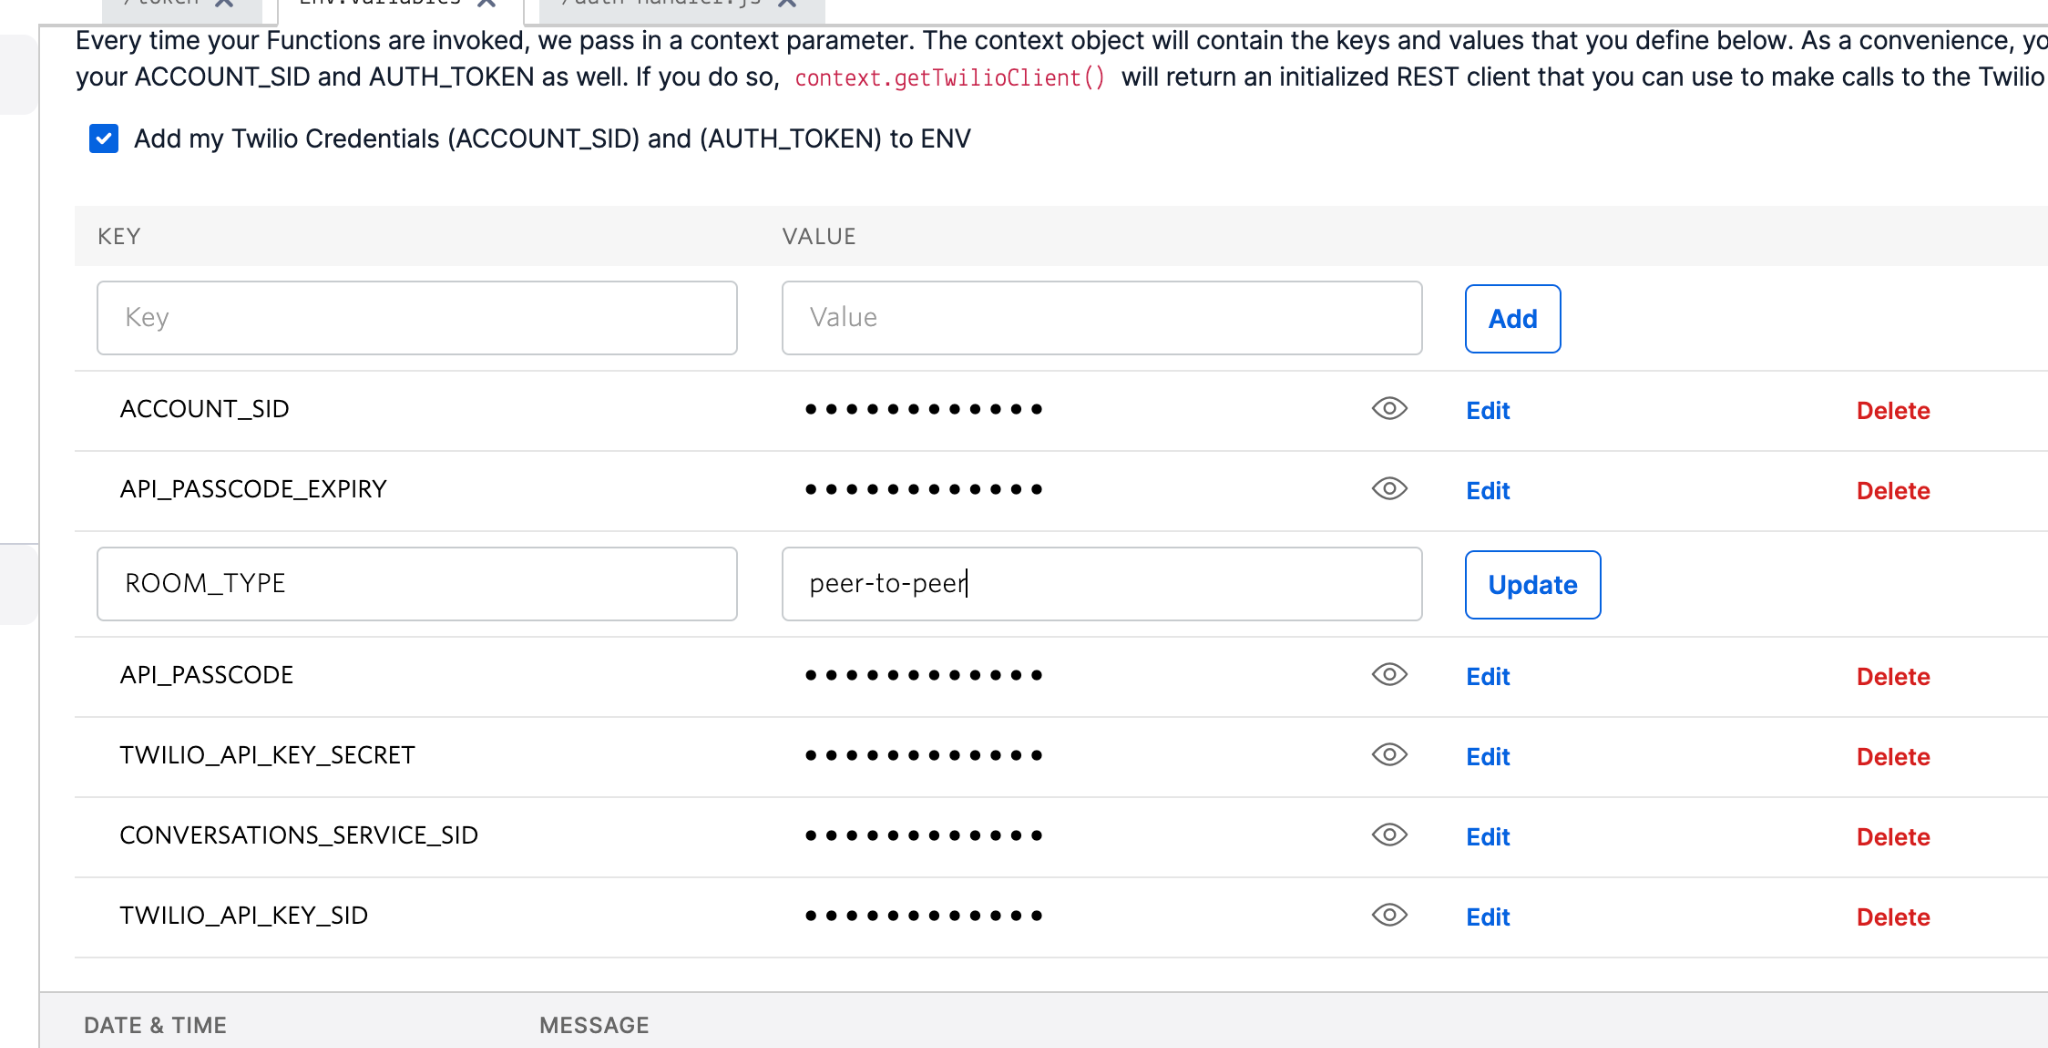 Every time your Functions are invoked, we pass in a context parameter. The context object will contain the keys and values that you define below. As a convenience,
your ACCOUNT_SID and AUTH_TOKEN as well. If you do so, context.getTwilioClient() will return an initialized REST client that you can use to make calls to the Twilio
Add my Twilio Credentials (ACCOUNT_SID) and (AUTH_TOKEN) to ENV
KEY VALUE
Key Value Add
ACCOUNT_SID •••••••••••• Edit Delete
API_PASSCODE_EXPIRY •••••••••••• Edit Delete
ROOM_TYPE peer-to-peer Update
API_PASSCODE •••••••••••• Edit Delete
TWILIO_API_KEY_SECRET •••••••••••• Edit Delete
CONVERSATIONS_SERVICE_SID •••••••••••• Edit Delete
TWILIO_API_KEY_SID •••••••••••• Edit Delete
DATE & TIME MESSAGE